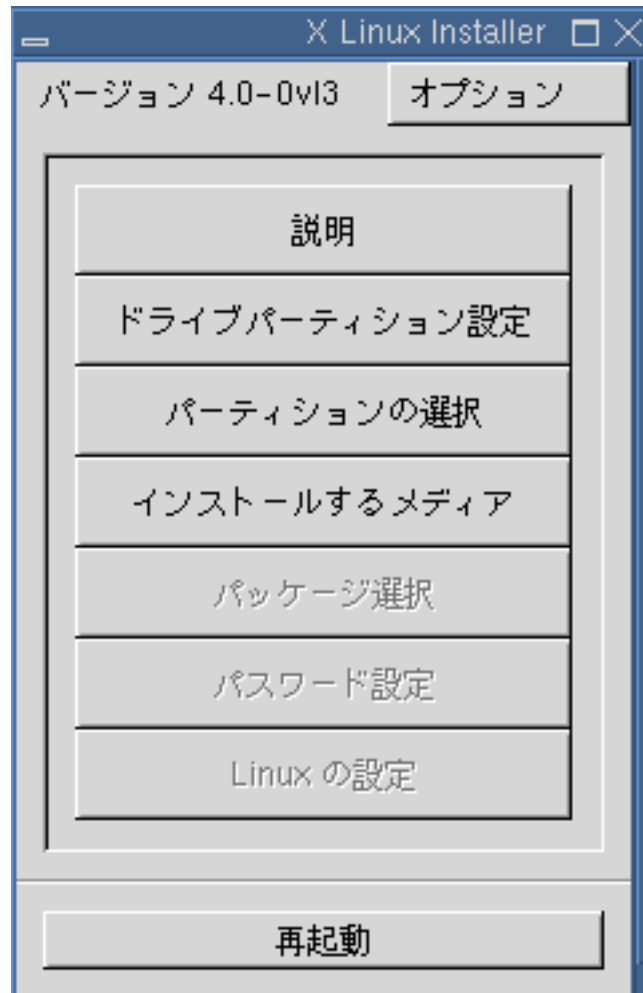 X Linux Installer
バージョン 4.0-0vl3
オプション
説明
ドライブパーティション設定
パーティションの選択
インストールするメディア
パッケージ選択
パスワード設定
Linux の設定
再起動